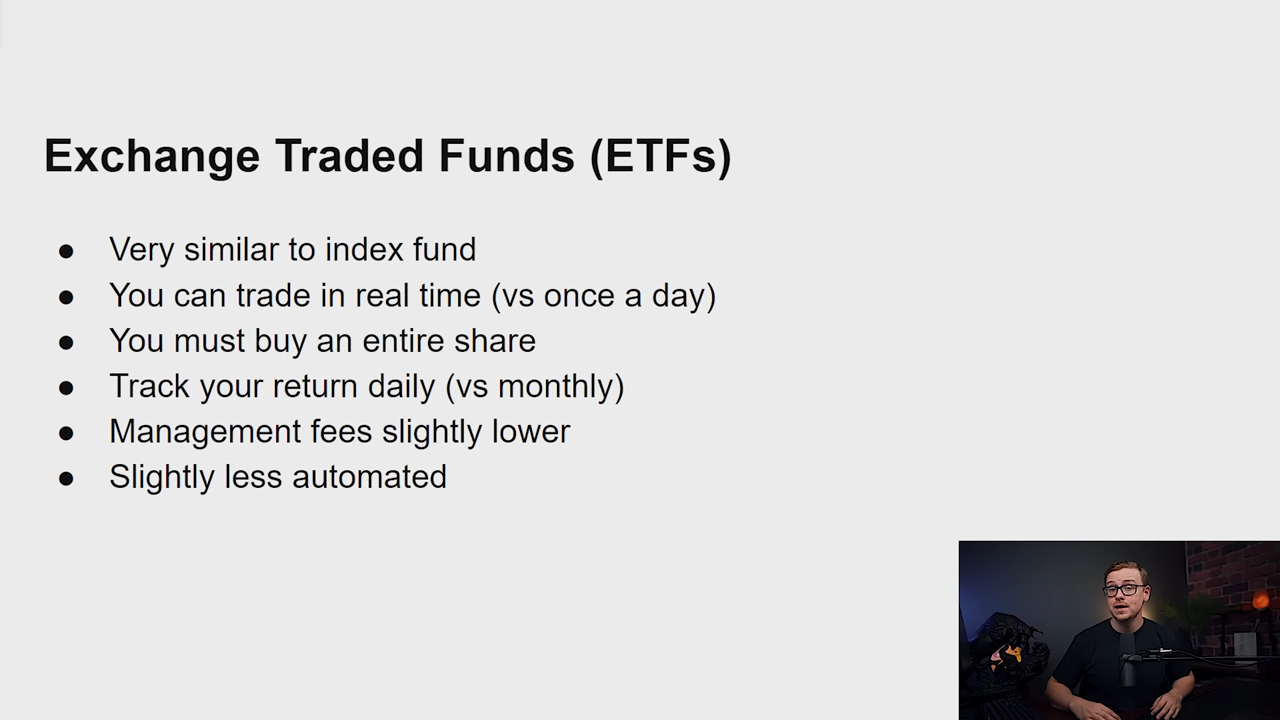 Exchange Traded Funds (ETFs)
● Very similar to index fund
● You can trade in real time (vs once a day)
● You must buy an entire share
● Track your return daily (vs monthly)
● Management fees slightly lower
● Slightly less automated